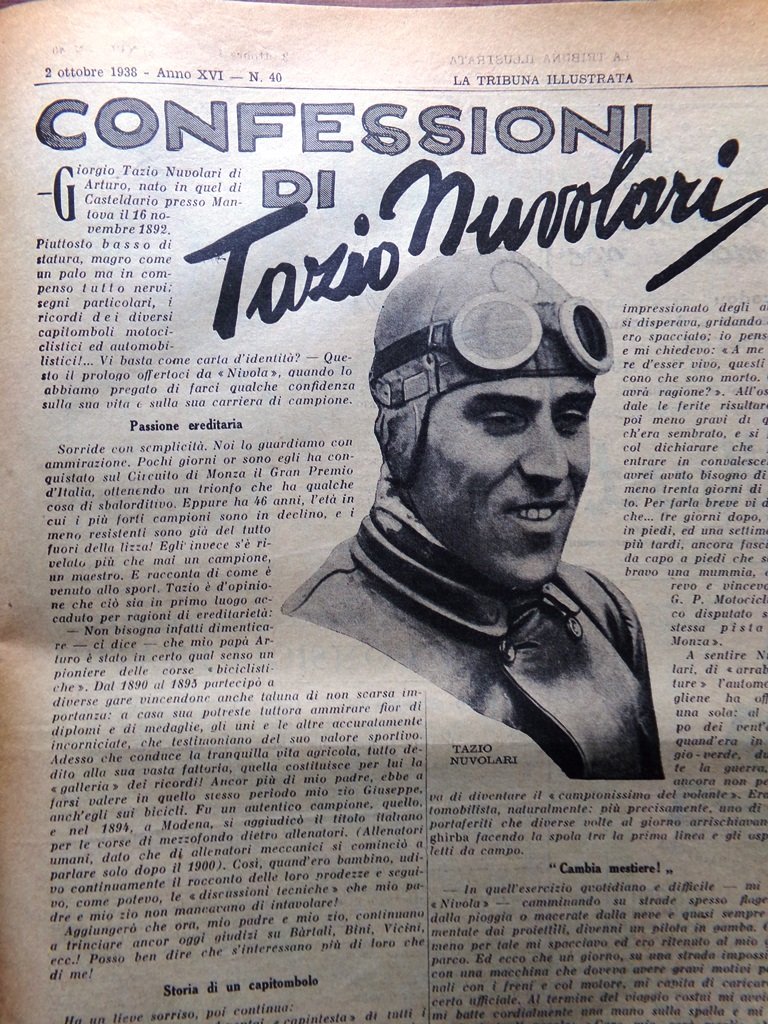 2 ottobre 1938 - Anno XVI — N. 40
LA TRIBUNA ILLUSTRATA
CONFESSIONI
DI
Tazio Nuvolari
—Giorgio Tazio Nuvolari di
Arturo, nato in quel di
Casteldario presso Man-
tova il 16 no-
vembre 1892.
Piuttosto basso di
statura, magro come
un palo ma in com-
penso tutto nervi;
segni particolari, i
ricordi dei diversi
capitomboli motoci-
clistici ed automobi-
listici!... Vi basta come carta d'identità? — Que-
sto il prologo offertoci da «Nivola», quando lo
abbiamo pregato di farci qualche confidenza
sulla sua vita e sulla sua carriera di campione.
Passione ereditaria
Sorride con semplicità. Noi lo guardiamo con
ammirazione. Pochi giorni or sono egli ha con-
quistato sul Circuito di Monza il Gran Premio
d'Italia, ottenendo un trionfo che ha qualche
cosa di sbalorditivo. Eppure ha 46 anni, l'età in
cui i più forti campioni sono in declino, e i
meno resistenti sono già del tutto
fuori della lizza! Egli invece s'è ri-
velato più che mai un campione,
un maestro. E racconta di come è
venuto allo sport. Tazio è d'opinio-
ne che ciò sia in primo luogo ac-
caduto per ragioni di ereditarietà:
— Non bisogna infatti dimentica-
re — ci dice — che mio papà Ar-
turo è stato in certo qual senso un
pioniere delle corse «biciclisti-
che». Dal 1890 al 1895 partecipò a
diverse gare vincendone anche taluna di non scarsa im-
portanza: a casa sua potreste tuttora ammirare fior di
diplomi e di medaglie, gli uni e le altre accuratamente
incorniciate, che testimoniano del suo valore sportivo.
Adesso che conduce la tranquilla vita agricola, tutto de-
dito alla sua vasta fattoria, quella costituisce per lui la
«galleria» dei ricordi! Ancor più di mio padre, ebbe a
farsi valere in quello stesso periodo mio zio Giuseppe,
anch'egli sui bicicli. Fu un autentico campione, quello,
e nel 1894, a Modena, si aggiudicò il titolo italiano
per le corse di mezzofondo dietro allenatori. (Allenatori
umani, dato che di allenatori meccanici si cominciò a
parlare solo dopo il 1900). Così, quand'ero bambino, udi-
vo continuamente il racconto delle loro prodezze e segui-
vo, come potevo, le «discussioni tecniche» che mio pa-
dre e mio zio non mancavano di intavolare!
Aggiungerò che ora, mio padre e mio zio, continuano
a trinciare ancor oggi giudizi su Bàrtali, Bini, Vicini,
ecc.! Posso ben dire che s'interessano più di loro che
di me!
Storia di un capitombolo
Ha un lieve sorriso, poi continua:
«capintesta» di tutti i
TAZIO
NUVOLARI
impressionato degli
si disperava, gridando
ero spacciato; io pens
e mi chiedevo: «A me
re d'esser vivo, questi
cono che sono morto.
avrà ragione?». All'os
dale le ferite risultar
poi meno gravi di q
ch'era sembrato, e si
col dichiarare che
entrare in convalesce
avrei avuto bisogno di
meno trenta giorni di
to. Per farla breve vi d
che... tre giorni dopo,
in piedi, ed una settim
più tardi, ancora fasci
da capo a piedi che s
bravo una mummia,
revo e vincev
G. P. Motocicl
co disputato s
stessa pista
Monza».
A sentire N
lari, di «arrab
ture» l'autom
gliene ha of
una sola: al
po dei vent'
quand'era in
gio-verde, du
te la guerra,
ancora non pe
va di diventare il «campionissimo del volante». Era
tomobilista, naturalmente: più precisamente, uno di
portaferiti che diverse volte al giorno arrischiavan
ghirba facendo la spola tra la prima linea e gli osp
letti da campo.
"Cambia mestiere!„
— In quell'esercizio quotidiano e difficile — mi
«Nivola» — camminando su strade spesso flage
dalla pioggia o macerate dalla neve e quasi sempre
mentate dai proiettili, divenni un pilota in gamba.
meno per tale mi spacciavo ed ero ritenuto al mio
parco. Ed ecco che un giorno, su una strada impossi
con una macchina che doveva avere gravi motivi p
nali con i freni e col motore, mi capita di caricar
certo ufficiale. Al termine del viaggio costui mi avvi
mi batte cordialmente una mano sulla spalla e mi